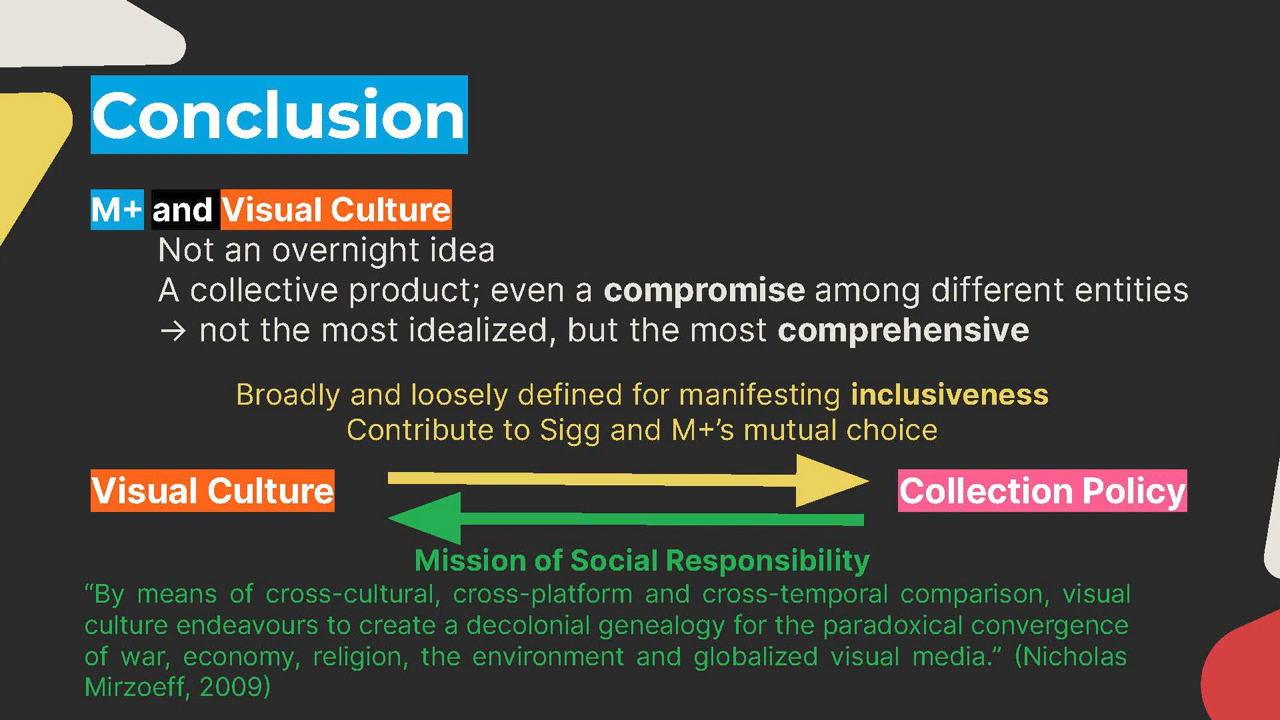 Conclusion
M+ and Visual Culture
Not an overnight idea
A collective product; even a compromise among different entities
→ not the most idealized, but the most comprehensive
Broadly and loosely defined for manifesting inclusiveness
Contribute to Sigg and M+’s mutual choice
Visual Culture
Collection Policy
Mission of Social Responsibility
“By means of cross-cultural, cross-platform and cross-temporal comparison, visual
culture endeavours to create a decolonial genealogy for the paradoxical convergence
of war, economy, religion, the environment and globalized visual media.” (Nicholas
Mirzoeff, 2009)